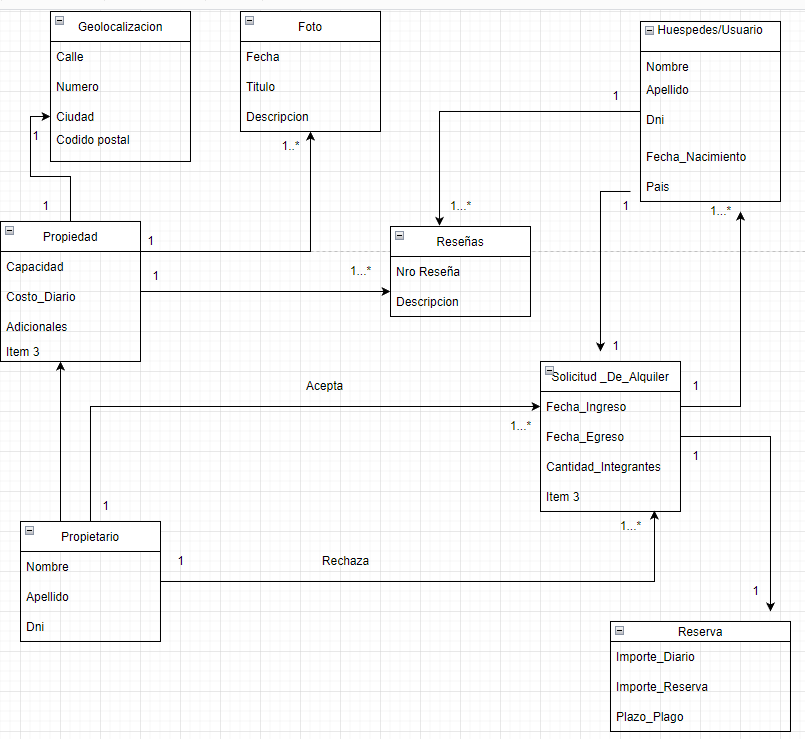 Geolocalizacion
Calle
Numero
Ciudad
Codido postal
Foto
Fecha
Titulo
Descripcion
Huespedes/Usuario
Nombre
Apellido
Dni
Fecha_Nacimiento
Pais
1
1
1..*
1
1...*
1
1...*
Propiedad
Capacidad
Costo_Diario
Adicionales
Item 3
1
1
1...*
Reseñas
Nro Reseña
Descripcion
1
Solicitud _De_Alquiler
Fecha_Ingreso
Fecha_Egreso
Cantidad_Integrantes
Item 3
1
Acepta
1...*
1
1
1...*
Propietario
Nombre
Apellido
Dni
1
Rechaza
1
Reserva
Importe_Diario
Importe_Reserva
Plazo_Plago